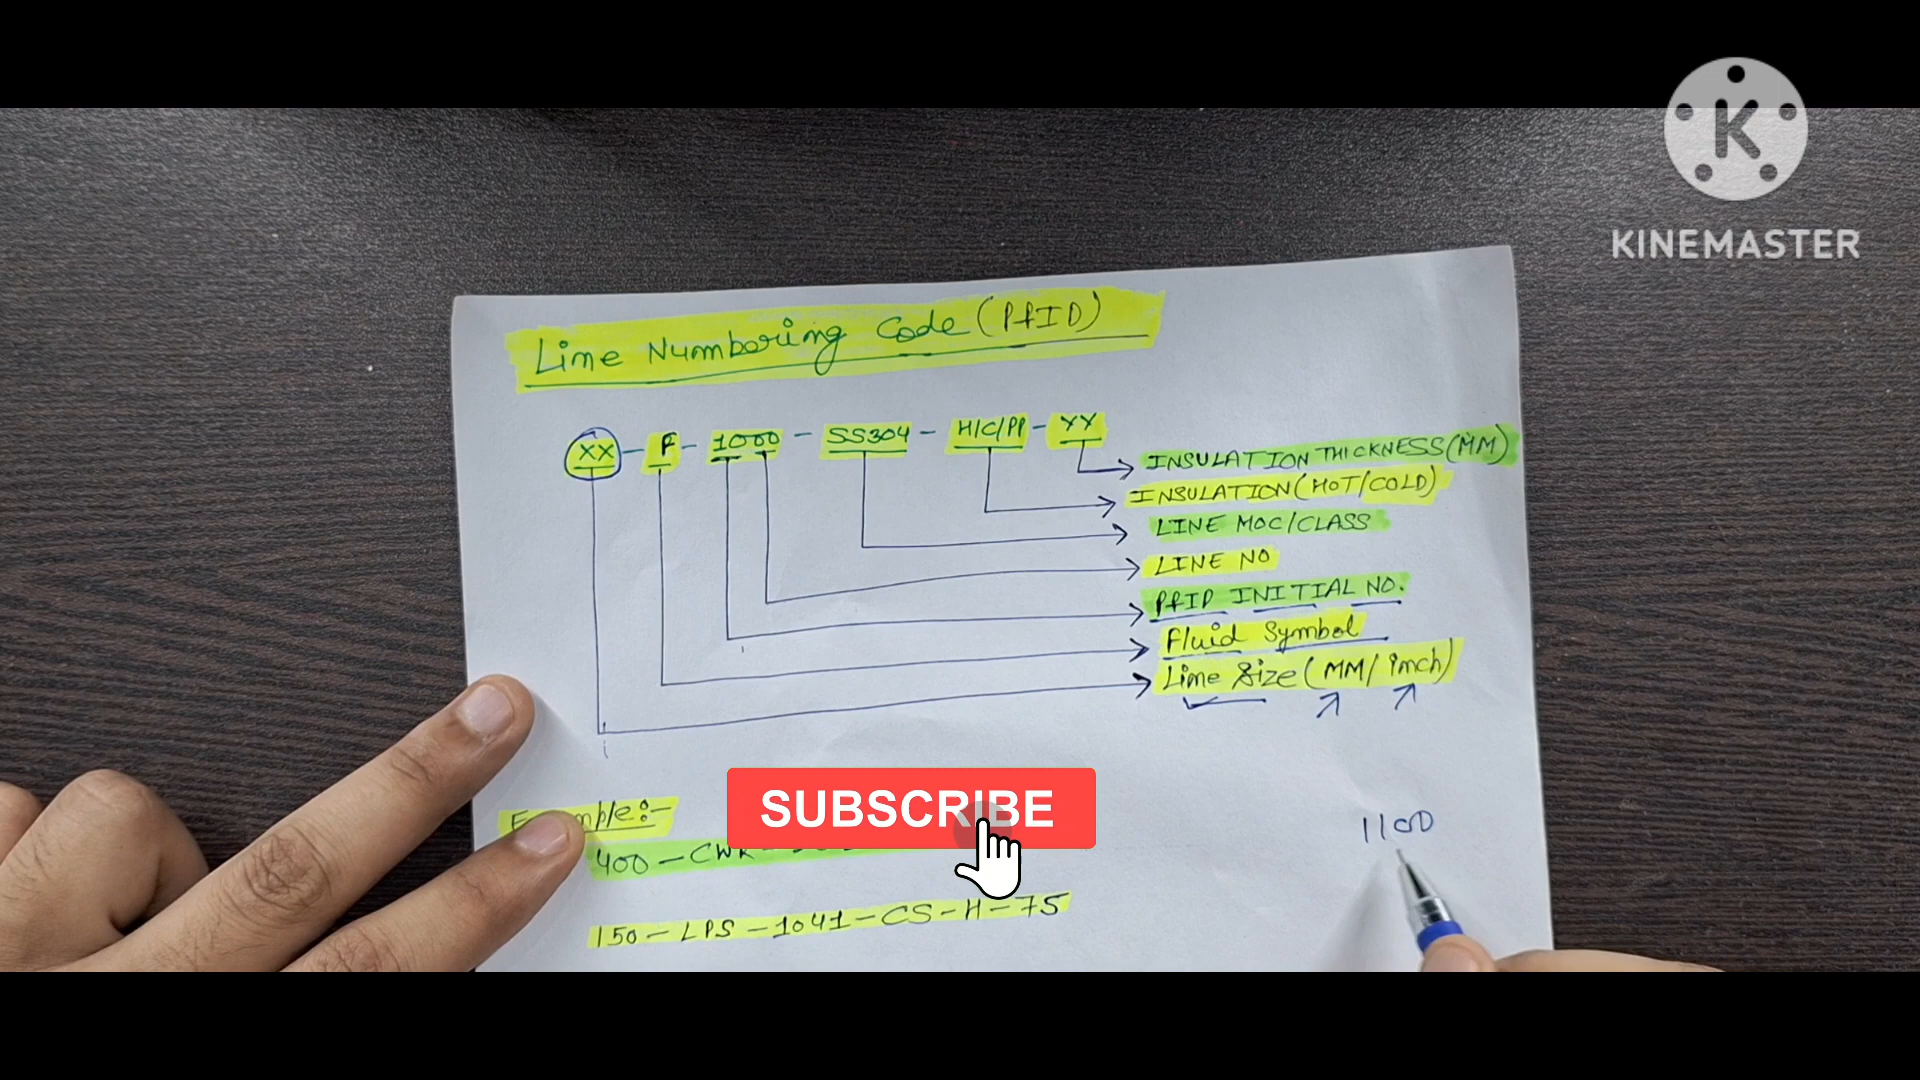 KINEMASTER
Line Numbering Code (P&ID)
XX - F - 1000 - SS304 - H/C/PP - XX
INSULATION THICKNESS (MM)
INSULATION (HOT/COLD)
LINE MOC/CLASS
LINE NO
P&ID INITIAL NO.
Fluid Symbol
Line Size (MM/inch)
Example:-
SUBSCRIBE
1100
400 - CWR
150 - LPS - 1041 - CS - H - 75